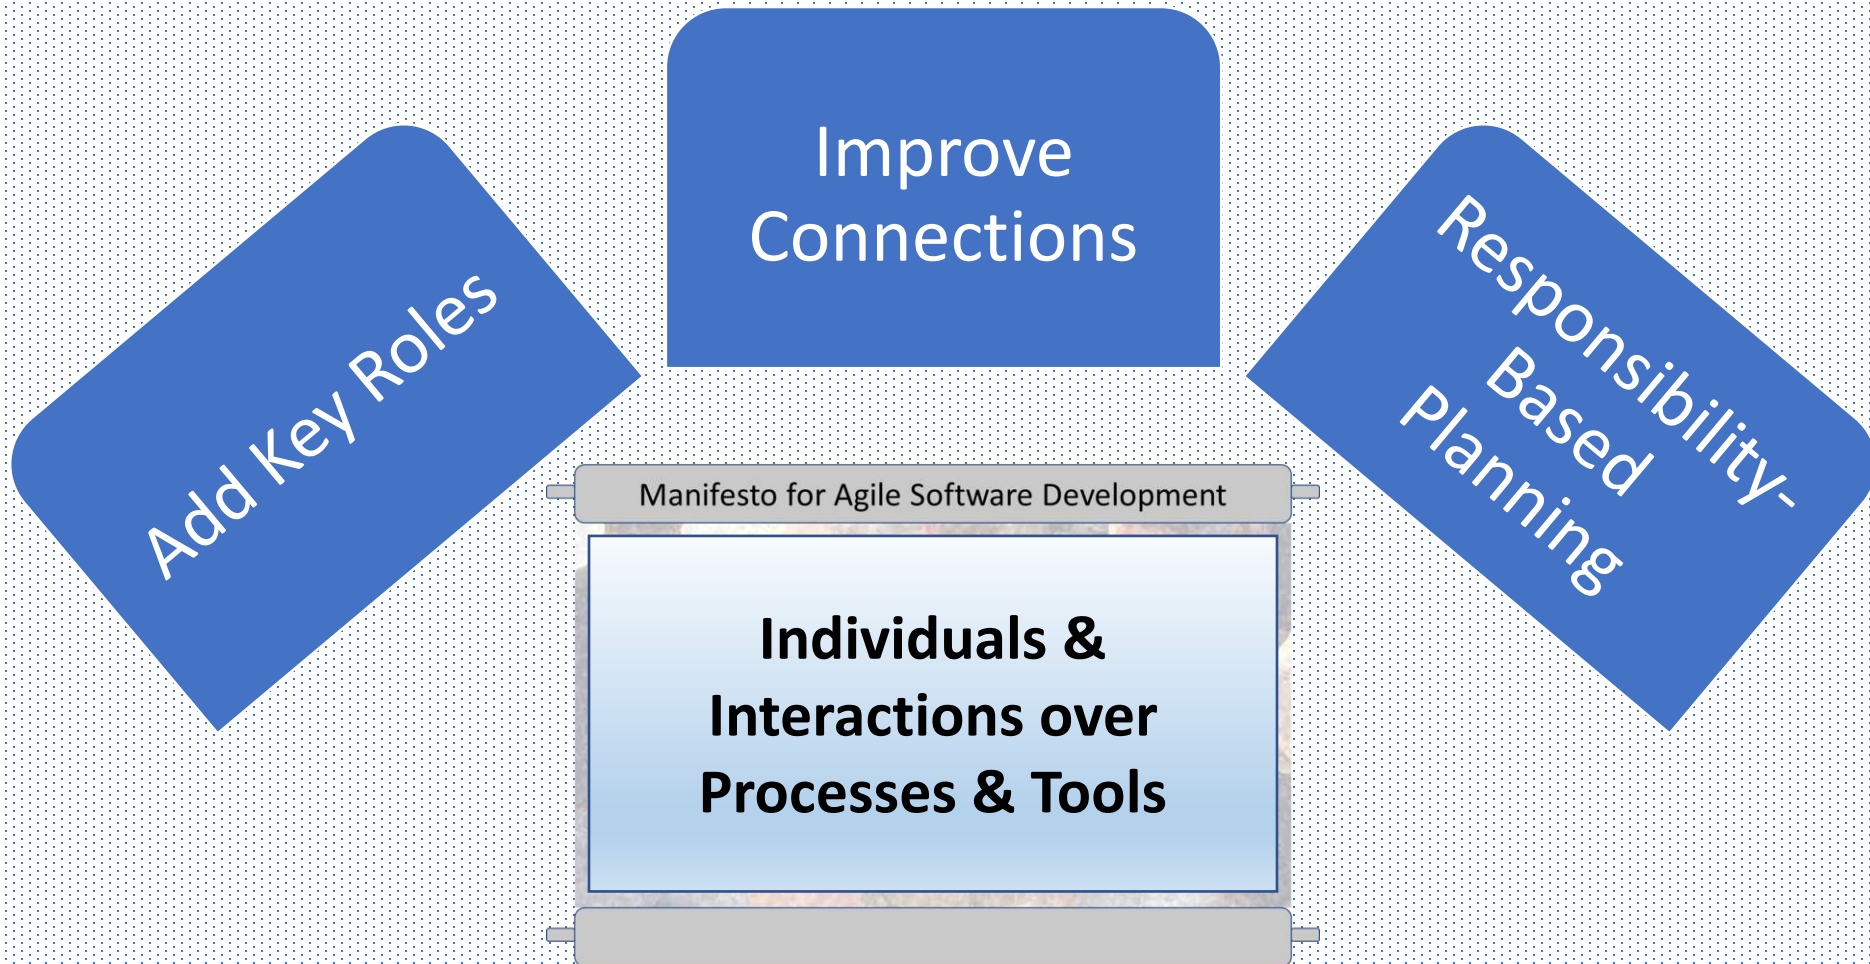 Add Key Roles
Improve
Connections
Responsibility-
Based
Planning
Manifesto for Agile Software Development
Individuals &
Interactions over
Processes & Tools